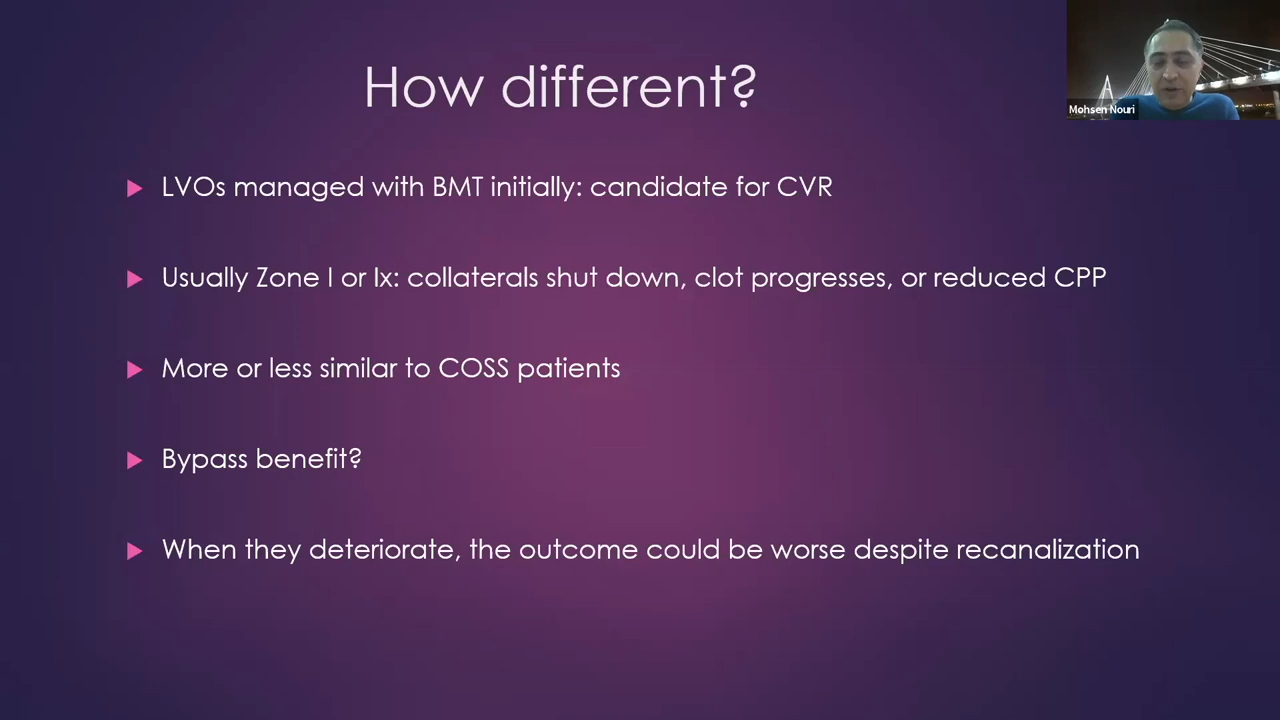 How different?
Mohsen Nouri
▶ LVOs managed with BMT initially: candidate for CVR
▶ Usually Zone I or Ix: collaterals shut down, clot progresses, or reduced CPP
▶ More or less similar to COSS patients
▶ Bypass benefit?
▶ When they deteriorate, the outcome could be worse despite recanalization